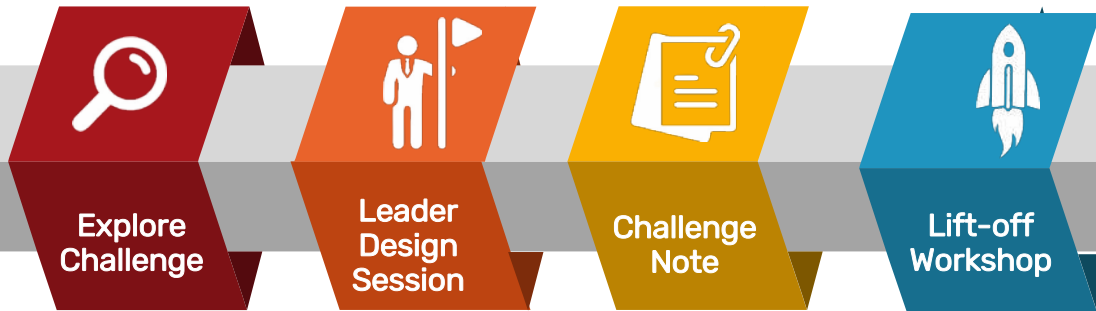 Explore
Challenge
Leader
Design
Session
Challenge
Note
Lift-off
Workshop